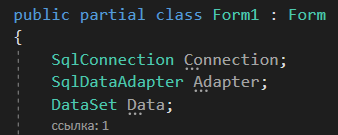 public partial class Form1 : Form
{
SqlConnection Connection;
SqlDataAdapter Adapter;
DataSet Data;
ссылка: 1